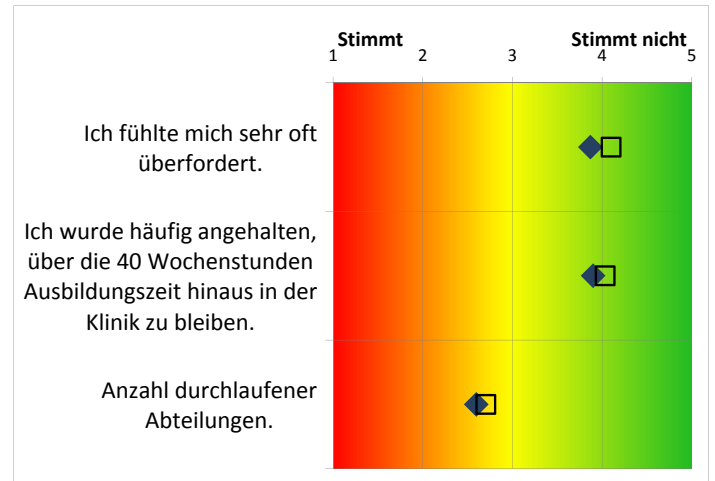 Stimmt Stimmt nicht
1 2 3 4 5
Ich fühlte mich sehr oft
überfordert.
Ich wurde häufig angehalten,
über die 40 Wochenstunden
Ausbildungszeit hinaus in der
Klinik zu bleiben.
Anzahl durchlaufener
Abteilungen.